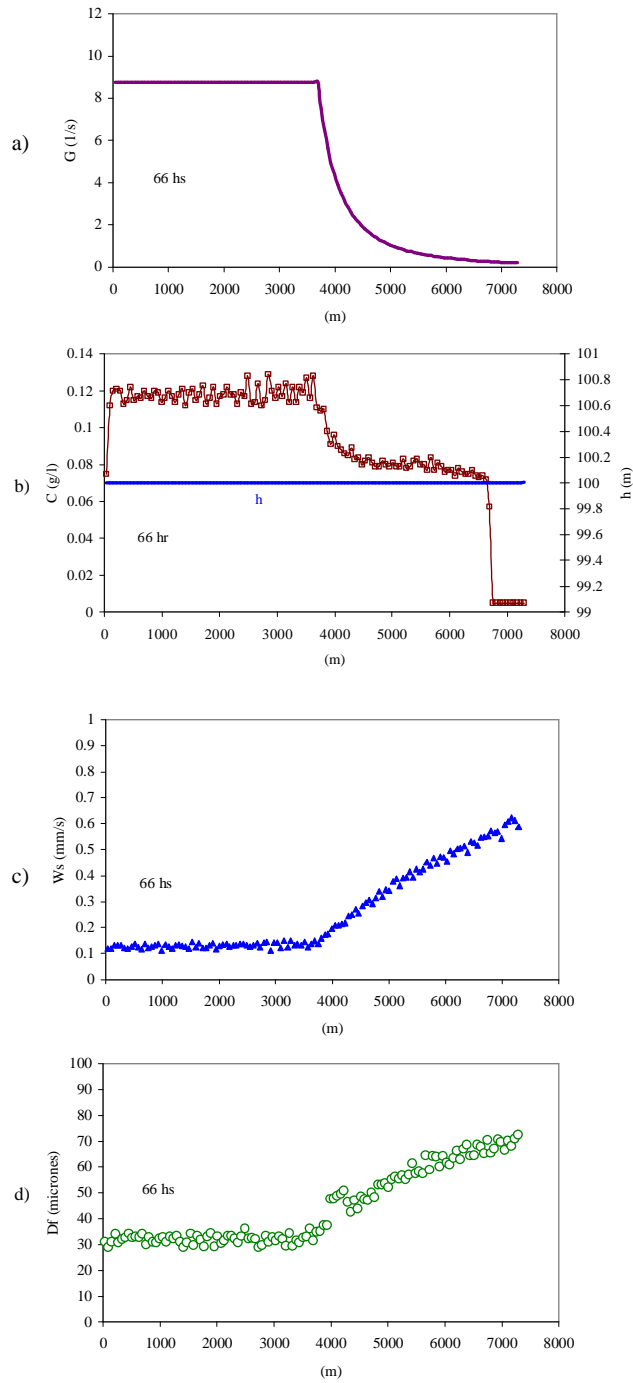 a)
G (1/s)
12
10
8
6
4
2
0
66 hs
0 1000 2000 3000 4000 5000 6000 7000 8000
(m)
b)
C (g/l)
0.14
0.12
0.1
0.08
0.06
0.04
0.02
0
h
66 hr
101
100.8
100.6
100.4
100.2
100
99.8
99.6
99.4
99.2
99
h (m)
0 1000 2000 3000 4000 5000 6000 7000 8000
(m)
c)
Ws (mm/s)
1
0.9
0.8
0.7
0.6
0.5
0.4
0.3
0.2
0.1
0
66 hs
0 1000 2000 3000 4000 5000 6000 7000 8000
(m)
d)
Df (micrones)
100
90
80
70
60
50
40
30
20
10
0
66 hs
0 1000 2000 3000 4000 5000 6000 7000 8000
(m)